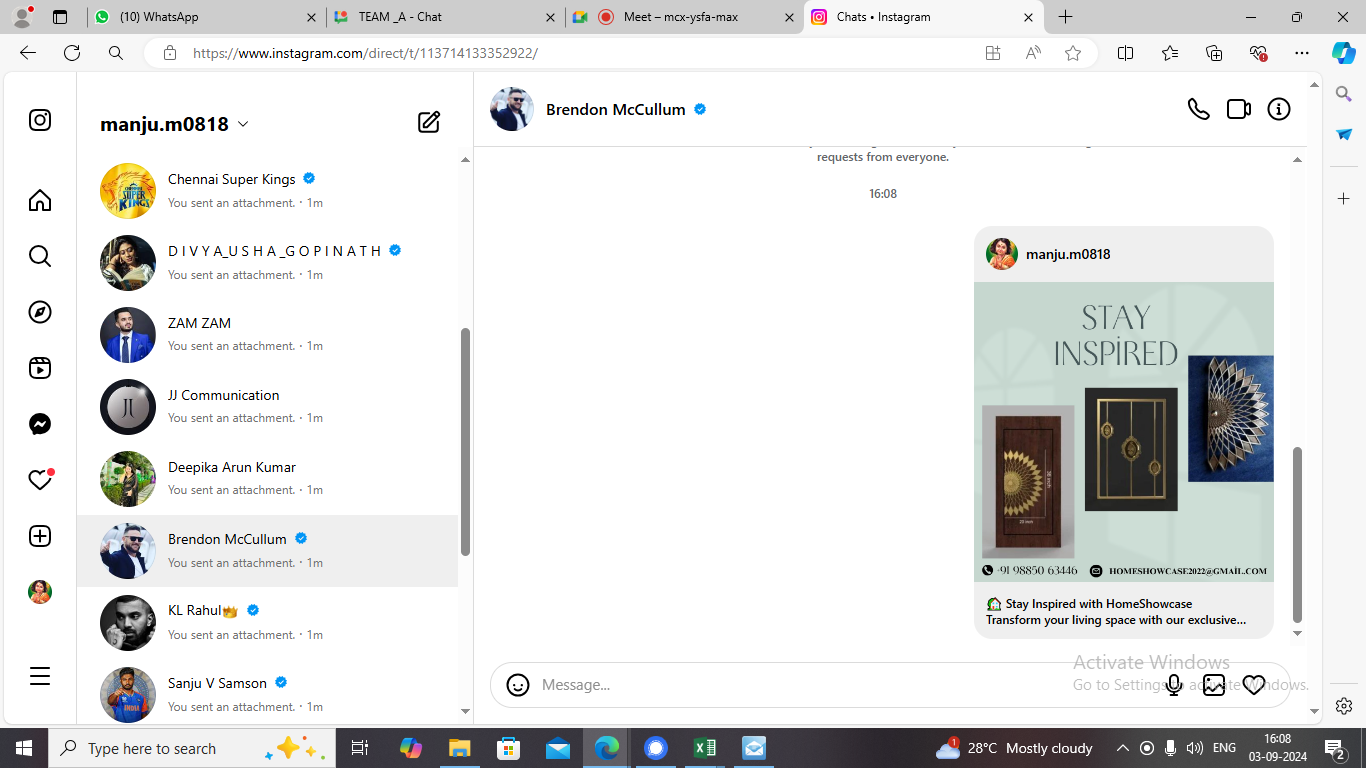 (10) WhatsApp
TEAM _A - Chat
Meet – mcx-ysfa-max
Chats • Instagram
https://www.instagram.com/direct/t/113714133352922/
manju.m0818
Chennai Super Kings
You sent an attachment. · 1m
D I V Y A_U S H A _G O P I N A T H
You sent an attachment. · 1m
ZAM ZAM
You sent an attachment. · 1m
JJ Communication
You sent an attachment. · 1m
Deepika Arun Kumar
You sent an attachment. · 1m
Brendon McCullum
You sent an attachment. · 1m
KL Rahul👑
You sent an attachment. · 1m
Sanju V Samson
You sent an attachment. · 1m
Brendon McCullum
requests from everyone.
16:08
manju.m0818
STAY
INSPIRED
36 inch
20 inch
+91 98850 63446
HOMESHOWCASE2022@GMAIL.COM
🏡 Stay Inspired with HomeShowcase
Transform your living space with our exclusive...
Message...
Activate Windows
Go to Settings to activate Windows.
Type here to search
28°C Mostly cloudy
ENG
16:08
03-09-2024
2